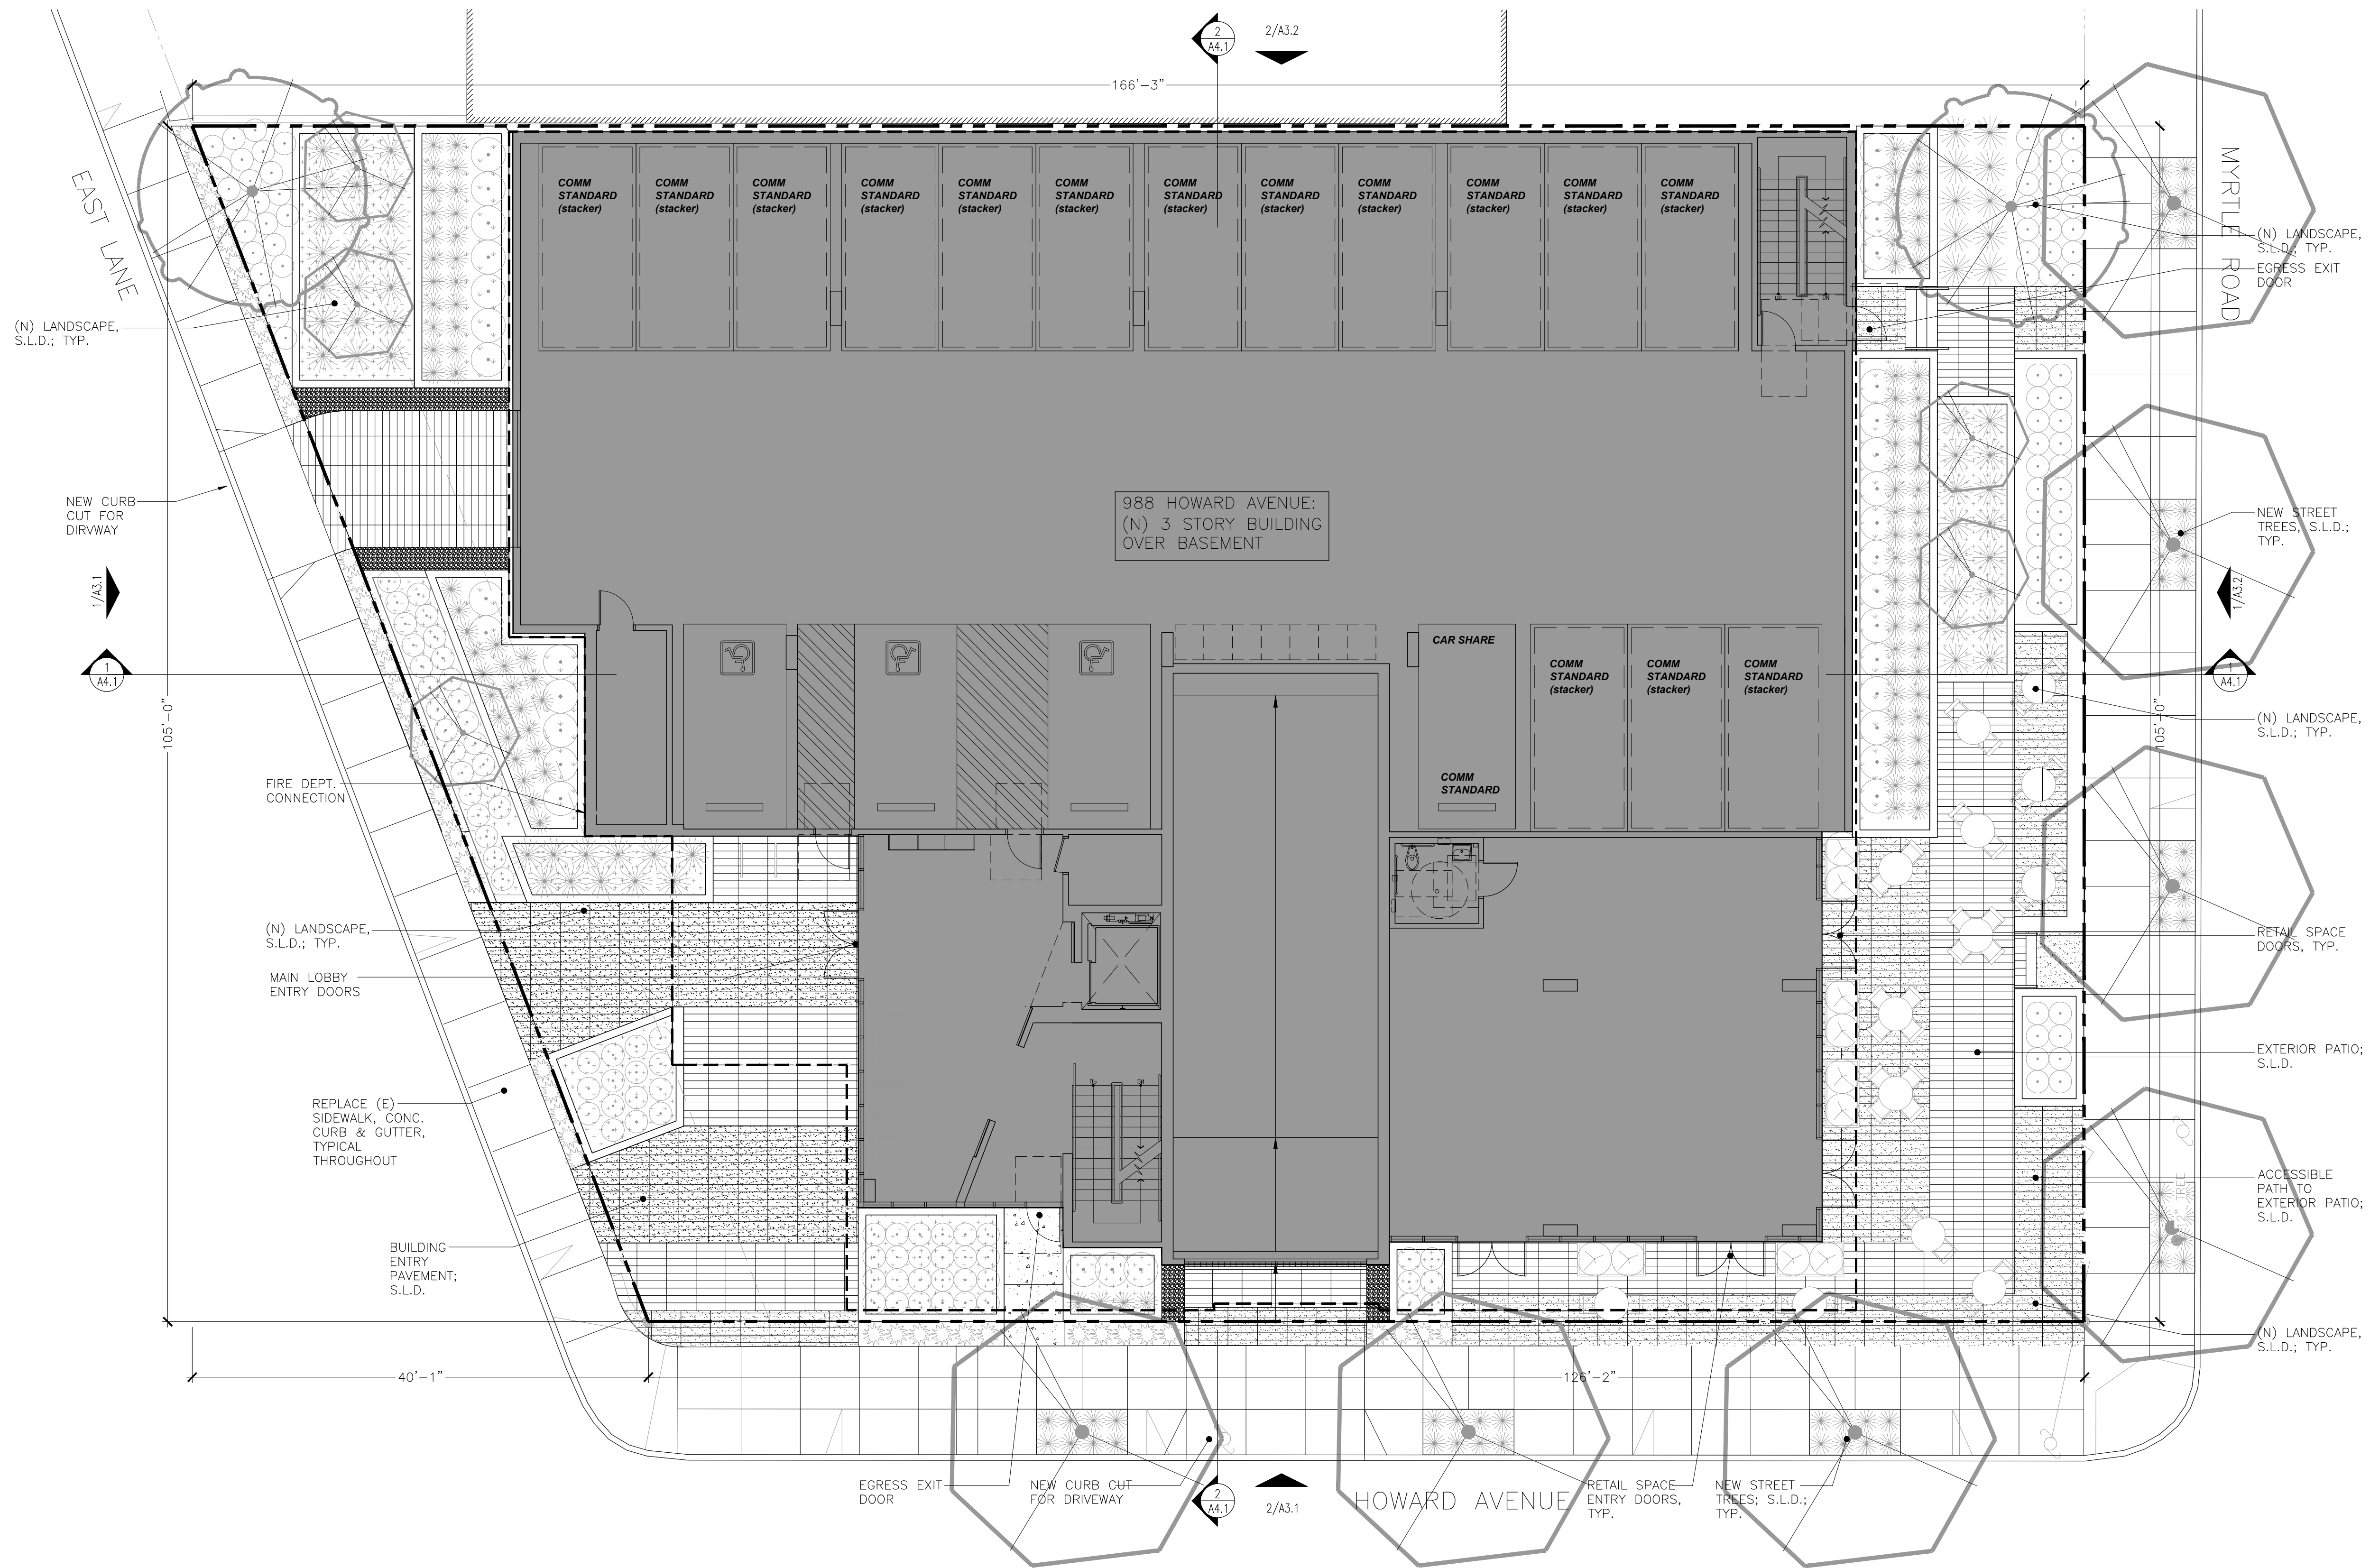 2
A4.1
2/A3.2
166'-3"
EAST LANE
MYRTLE ROAD
COMM
STANDARD
(stacker)
COMM
STANDARD
(stacker)
COMM
STANDARD
(stacker)
COMM
STANDARD
(stacker)
COMM
STANDARD
(stacker)
COMM
STANDARD
(stacker)
COMM
STANDARD
(stacker)
COMM
STANDARD
(stacker)
COMM
STANDARD
(stacker)
COMM
STANDARD
(stacker)
COMM
STANDARD
(stacker)
COMM
STANDARD
(stacker)
UP
DN
(N) LANDSCAPE,
S.L.D.; TYP.
EGRESS EXIT
DOOR
(N) LANDSCAPE,
S.L.D.; TYP.
NEW CURB
CUT FOR
DIRVWAY
988 HOWARD AVENUE:
(N) 3 STORY BUILDING
OVER BASEMENT
NEW STREET
TREES, S.L.D.;
TYP.
1/A3.1
1/A3.2
1
A4.1
1
A4.1
CAR SHARE
COMM
STANDARD
COMM
STANDARD
(stacker)
COMM
STANDARD
(stacker)
COMM
STANDARD
(stacker)
105'-0"
105'-0"
(N) LANDSCAPE,
S.L.D.; TYP.
FIRE DEPT.
CONNECTION
(N) LANDSCAPE,
S.L.D.; TYP.
MAIN LOBBY
ENTRY DOORS
RETAIL SPACE
DOORS, TYP.
EXTERIOR PATIO;
S.L.D.
REPLACE (E)
SIDEWALK, CONC.
CURB & GUTTER,
TYPICAL
THROUGHOUT
UP
DN
ACCESSIBLE
PATH TO
EXTERIOR PATIO;
S.L.D.
TREE
BUILDING
ENTRY
PAVEMENT;
S.L.D.
(N) LANDSCAPE,
S.L.D.; TYP.
40'-1"
126'-2"
EGRESS EXIT
DOOR
NEW CURB CUT
FOR DRIVEWAY
2
A4.1
2/A3.1
HOWARD AVENUE
RETAIL SPACE
ENTRY DOORS,
TYP.
NEW STREET
TREES; S.L.D.;
TYP.